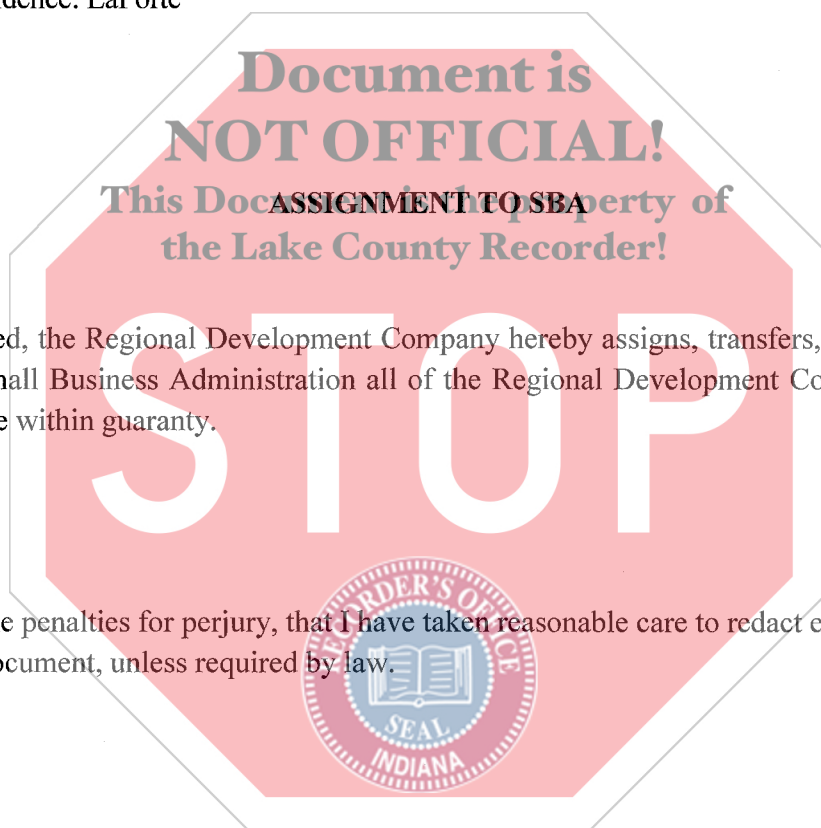 LaPorte
Document is
NOT OFFICIAL!
This Document is the property of
ASSIGNMENT TO SBA
the Lake County Recorder!
ed, the Regional Development Company hereby assigns, transfers,
all Business Administration all of the Regional Development Co
e within guaranty.
STOP
e penalties for perjury, that I have taken reasonable care to redact e
ocument, unless required by law.
RECORDER'S OFFICE
SEAL
INDIANA